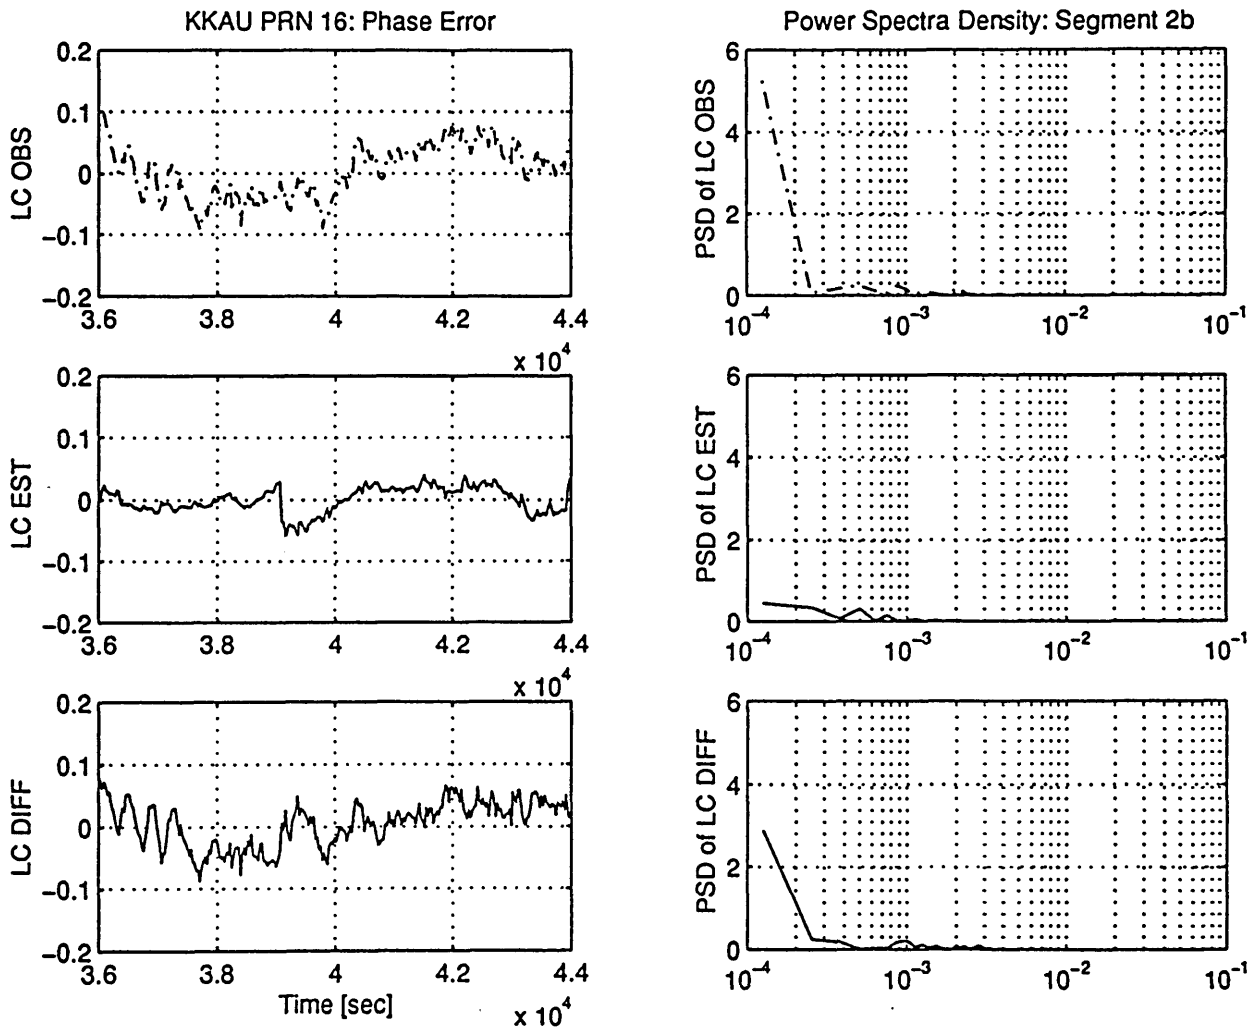 KKAU PRN 16: Phase Error
LC OBS
0.2
0.1
0
−0.1
−0.2
3.6 3.8 4 4.2 4.4
x 10^4
Power Spectra Density: Segment 2b
PSD of LC OBS
6
4
2
0
10^−4 10^−3 10^−2 10^−1
LC EST
0.2
0.1
0
−0.1
−0.2
3.6 3.8 4 4.2 4.4
x 10^4
PSD of LC EST
6
4
2
0
10^−4 10^−3 10^−2 10^−1
LC DIFF
0.2
0.1
0
−0.1
−0.2
3.6 3.8 4 4.2 4.4
Time [sec]
x 10^4
PSD of LC DIFF
6
4
2
0
10^−4 10^−3 10^−2 10^−1